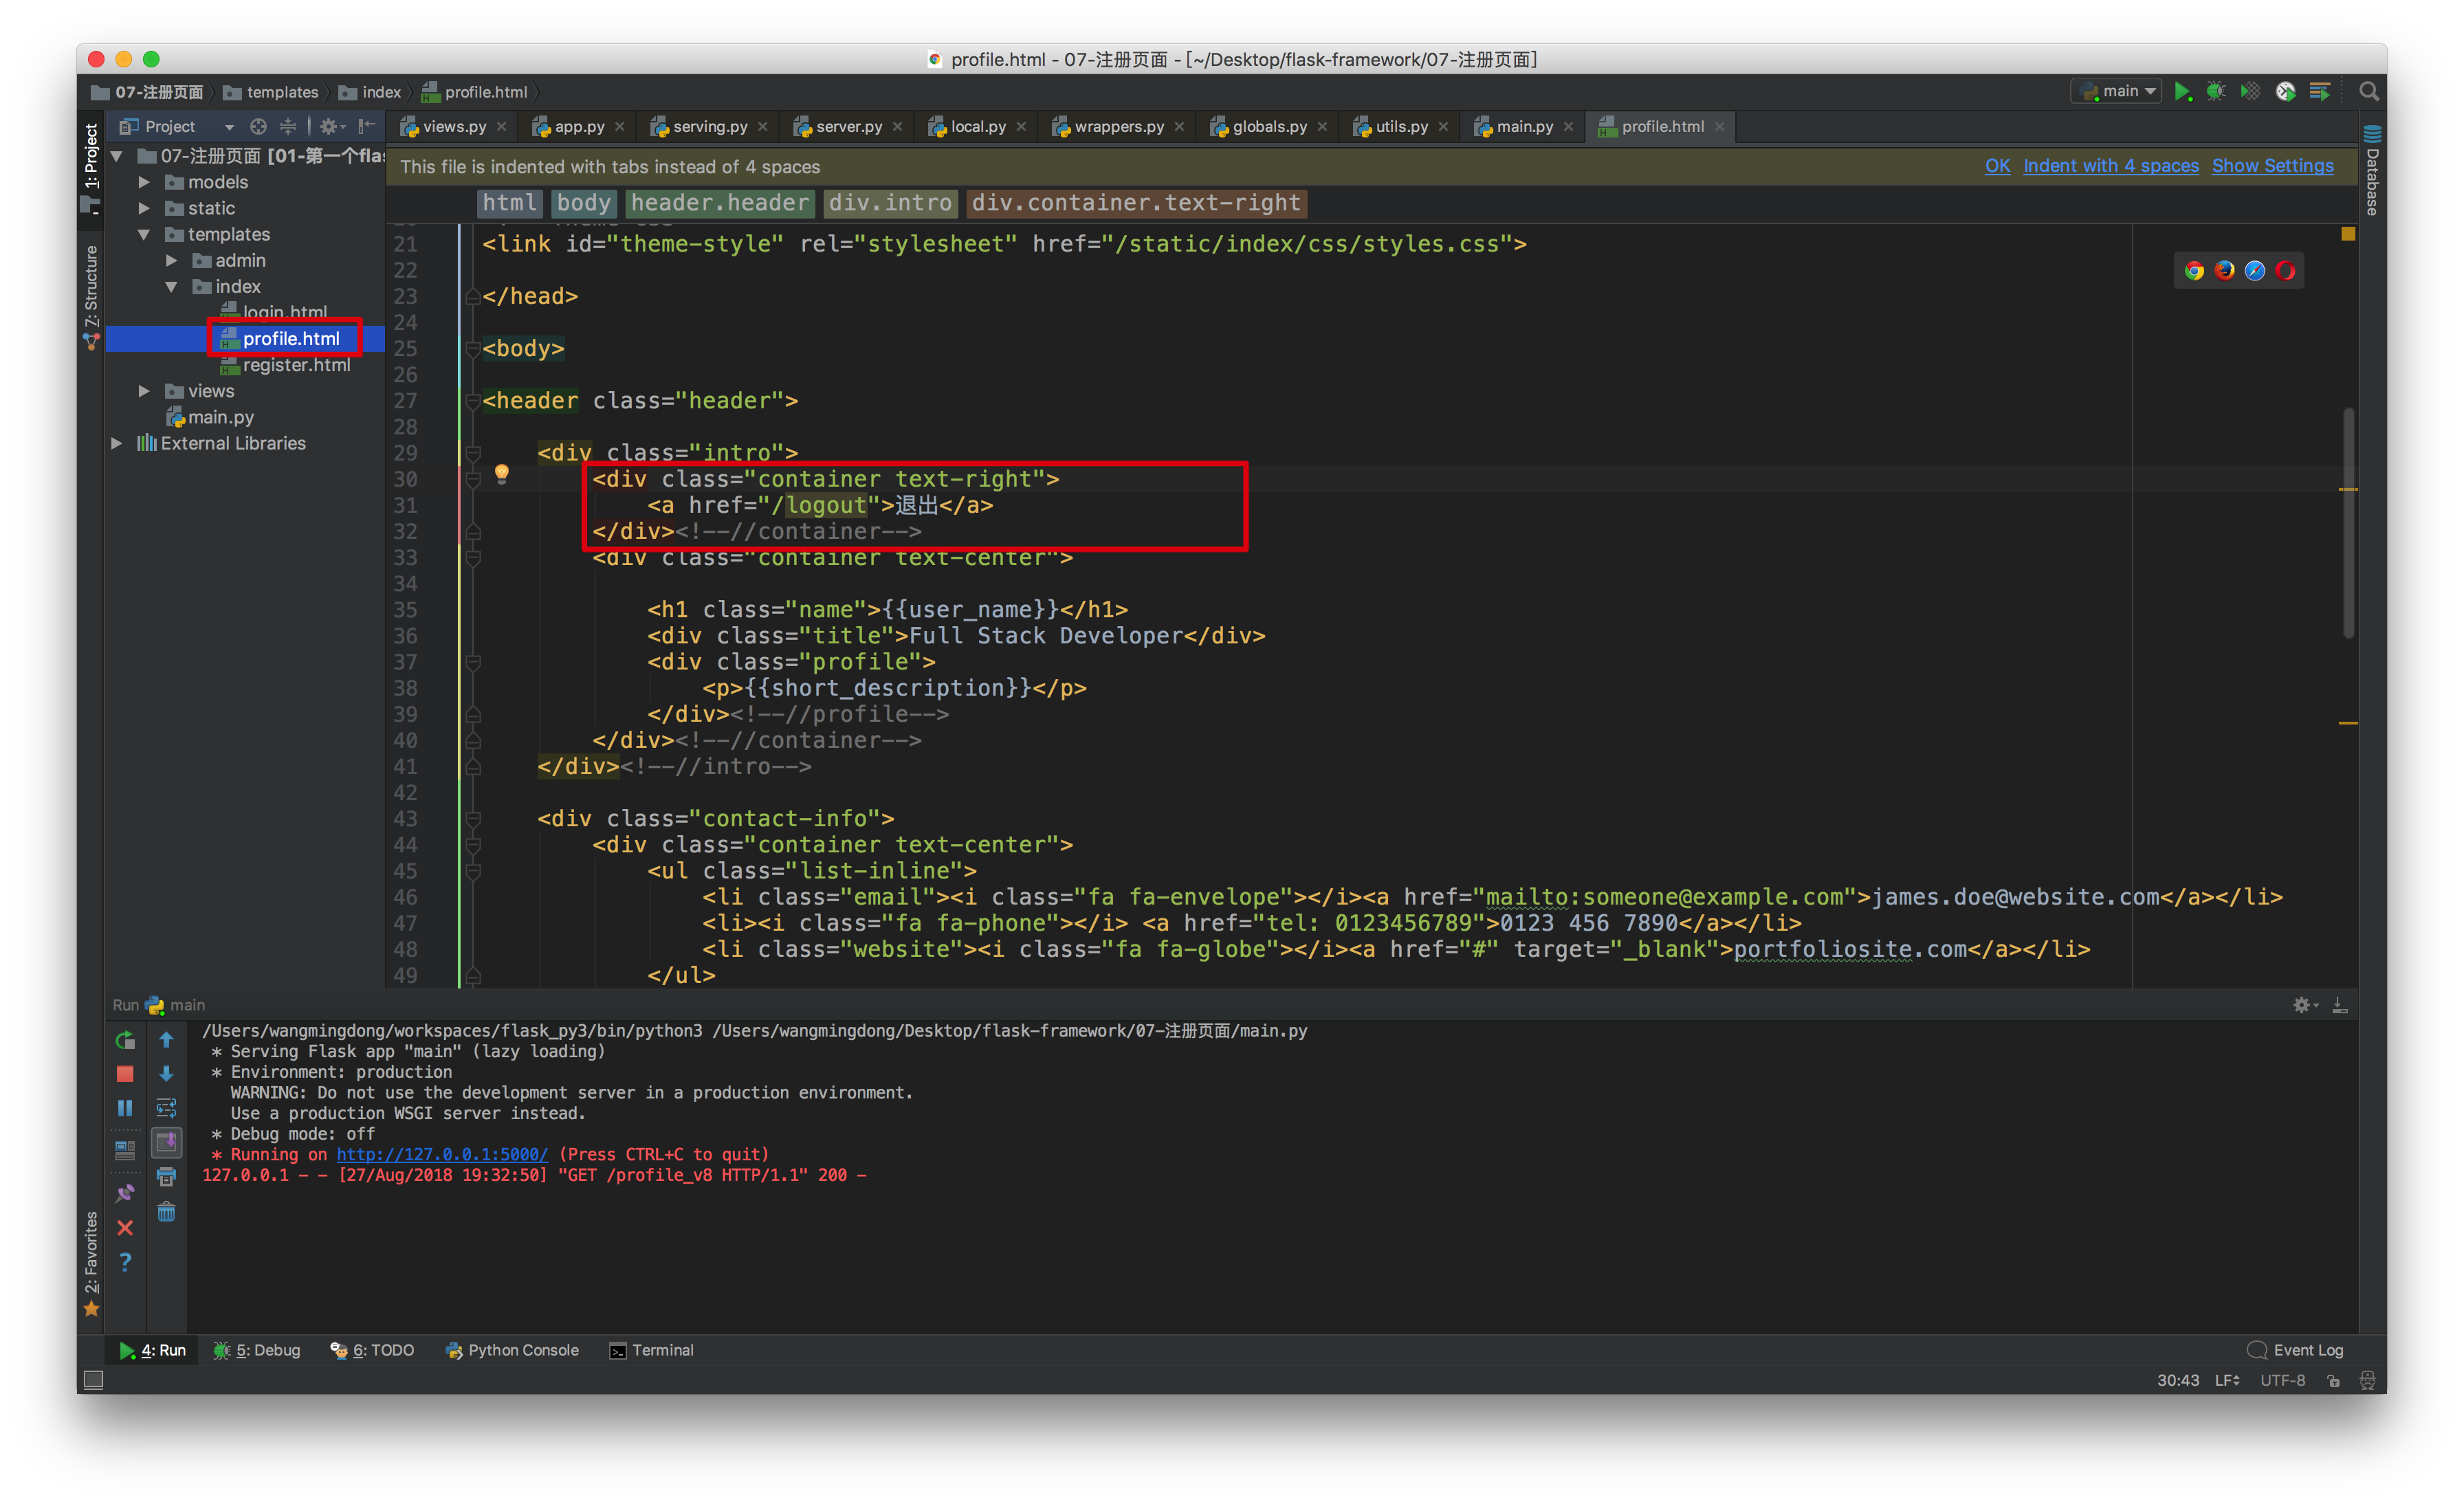 profile.html - 07-注册页面 - [~/Desktop/flask-framework/07-注册页面]
07-注册页面 templates index profile.html main
1: Project
Z: Structure
2: Favorites
Database
Project
07-注册页面 [01-第一个flas
models
static
templates
admin
index
login.html
profile.html
register.html
views
main.py
External Libraries
views.py app.py serving.py server.py local.py wrappers.py globals.py utils.py main.py profile.html
This file is indented with tabs instead of 4 spaces OK Indent with 4 spaces Show Settings
html body header.header div.intro div.container.text-right
21 <link id="theme-style" rel="stylesheet" href="/static/index/css/styles.css">
22
23 </head>
24
25 <body>
26
27 <header class="header">
28
29 <div class="intro">
30 <div class="container text-right">
31 <a href="/logout">退出</a>
32 </div><!--//container-->
33 <div class="container text-center">
34
35 <h1 class="name">{{user_name}}</h1>
36 <div class="title">Full Stack Developer</div>
37 <div class="profile">
38 <p>{{short_description}}</p>
39 </div><!--//profile-->
40 </div><!--//container-->
41 </div><!--//intro-->
42
43 <div class="contact-info">
44 <div class="container text-center">
45 <ul class="list-inline">
46 <li class="email"><i class="fa fa-envelope"></i><a href="mailto:someone@example.com">james.doe@website.com</a></li>
47 <li><i class="fa fa-phone"></i> <a href="tel: 0123456789">0123 456 7890</a></li>
48 <li class="website"><i class="fa fa-globe"></i><a href="#" target="_blank">portfoliosite.com</a></li>
49 </ul>
Run main
/Users/wangmingdong/workspaces/flask_py3/bin/python3 /Users/wangmingdong/Desktop/flask-framework/07-注册页面/main.py
* Serving Flask app "main" (lazy loading)
* Environment: production
WARNING: Do not use the development server in a production environment.
Use a production WSGI server instead.
* Debug mode: off
* Running on http://127.0.0.1:5000/ (Press CTRL+C to quit)
127.0.0.1 - - [27/Aug/2018 19:32:50] "GET /profile_v8 HTTP/1.1" 200 -
4: Run 5: Debug 6: TODO Python Console Terminal Event Log
30:43 LF UTF-8